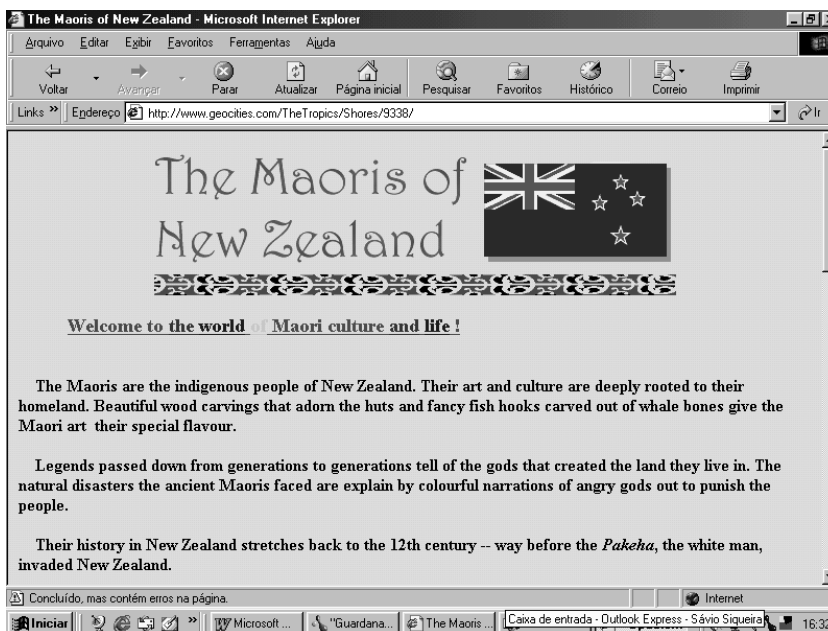 The Maoris of New Zealand - Microsoft Internet Explorer
Arquivo Editar Exibir Favoritos Ferramentas Ajuda
Voltar Avançar Parar Atualizar Página inicial Pesquisar Favoritos Histórico Correio Imprimir
Links » Endereço http://www.geocities.com/TheTropics/Shores/9338/ Ir
The Maoris of
New Zealand
Welcome to the world of Maori culture and life !
The Maoris are the indigenous people of New Zealand. Their art and culture are deeply rooted to their
homeland. Beautiful wood carvings that adorn the huts and fancy fish hooks carved out of whale bones give the
Maori art their special flavour.
Legends passed down from generations to generations tell of the gods that created the land they live in. The
natural disasters the ancient Maoris faced are explain by colourful narrations of angry gods out to punish the
people.
Their history in New Zealand stretches back to the 12th century -- way before the Pakeha, the white man,
invaded New Zealand.
Concluído, mas contém erros na página. Internet
Iniciar » Microsoft ... "Guardana... The Maoris ... Caixa de entrada - Outlook Express - Sávio Siqueira 16:32